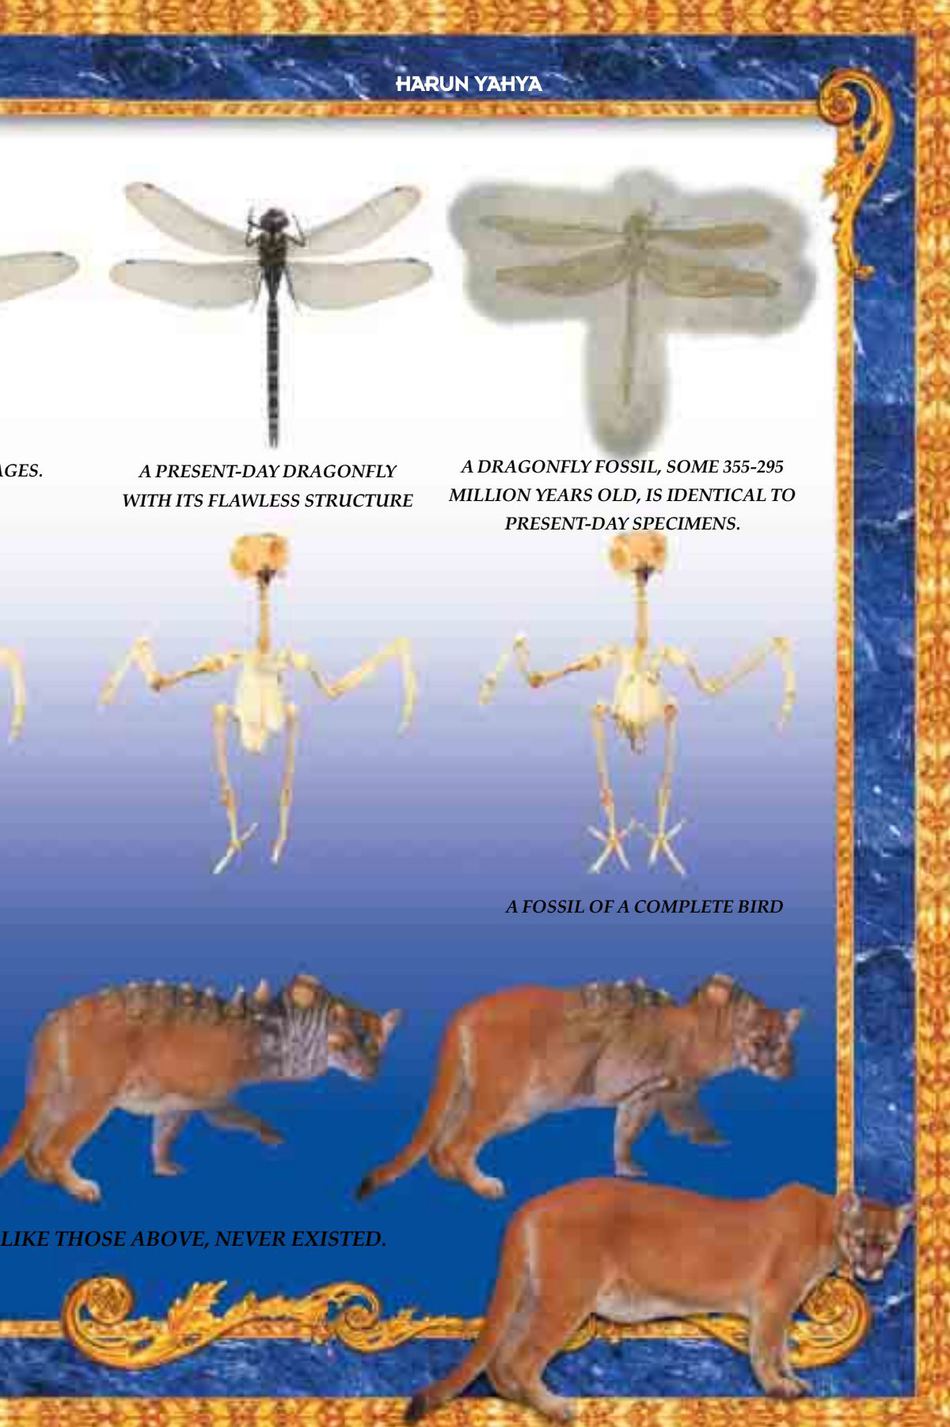 HARUN YAHYA
AGES.
A PRESENT-DAY DRAGONFLY
WITH ITS FLAWLESS STRUCTURE
A DRAGONFLY FOSSIL, SOME 355-295
MILLION YEARS OLD, IS IDENTICAL TO
PRESENT-DAY SPECIMENS.
A FOSSIL OF A COMPLETE BIRD
LIKE THOSE ABOVE, NEVER EXISTED.